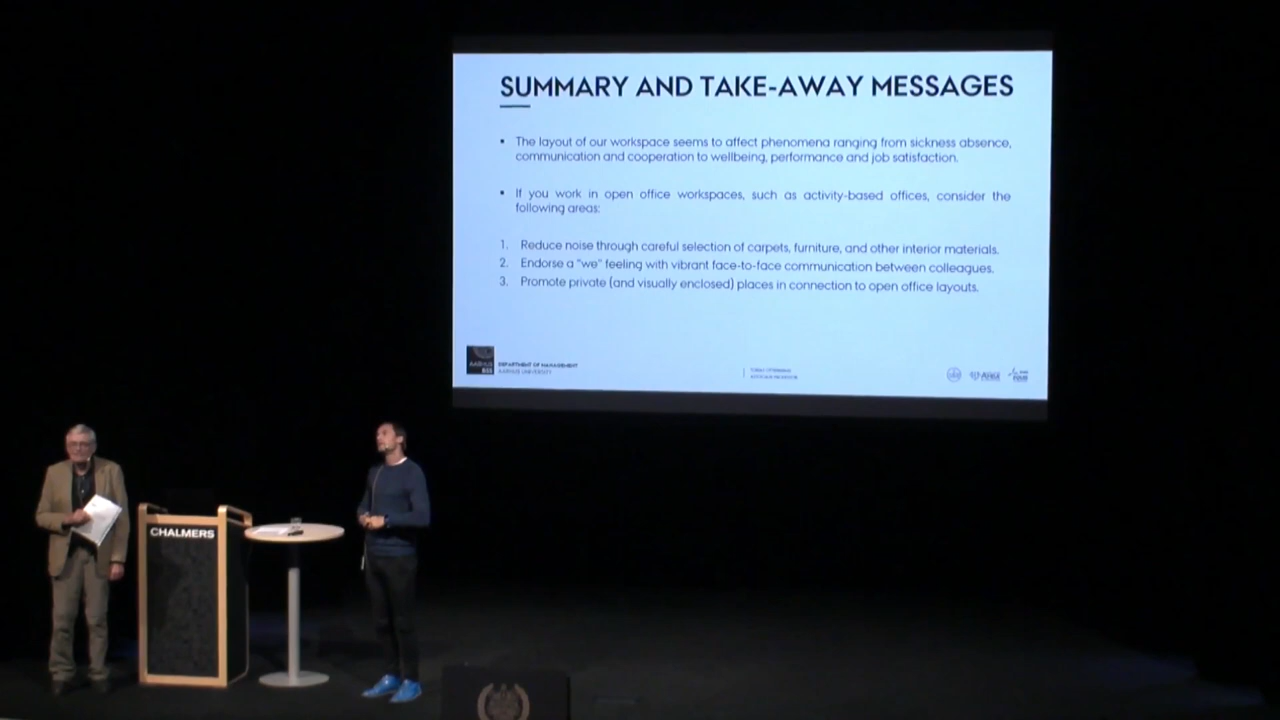 SUMMARY AND TAKE-AWAY MESSAGES
▪ The layout of our workspace seems to affect phenomena ranging from sickness absence,
communication and cooperation to wellbeing, performance and job satisfaction.
▪ If you work in open office workspaces, such as activity-based offices, consider the
following areas:
1. Reduce noise through careful selection of carpets, furniture, and other interior materials.
2. Endorse a "we" feeling with vibrant face-to-face communication between colleagues.
3. Promote private (and visually enclosed) places in connection to open office layouts.
AARHUS
BSS
DEPARTMENT OF MANAGEMENT
AARHUS UNIVERSITY
CHALMERS